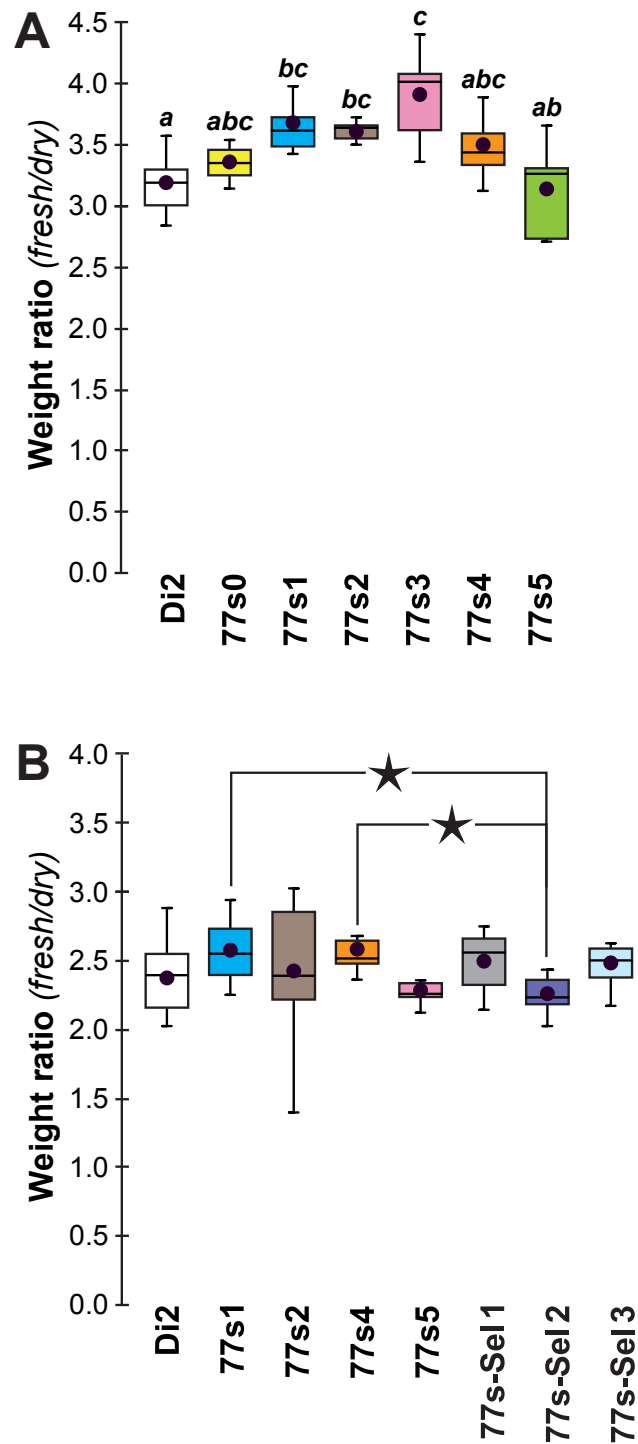 A
Weight ratio (fresh/dry)
4.5
4.0
3.5
3.0
2.5
2.0
1.5
1.0
0.5
0.0
a
abc
bc
bc
c
abc
ab
Di2
77s0
77s1
77s2
77s3
77s4
77s5
B
Weight ratio (fresh/dry)
4.0
3.5
3.0
2.5
2.0
1.5
1.0
0.5
0.0
Di2
77s1
77s2
77s4
77s5
77s-Sel 1
77s-Sel 2
77s-Sel 3